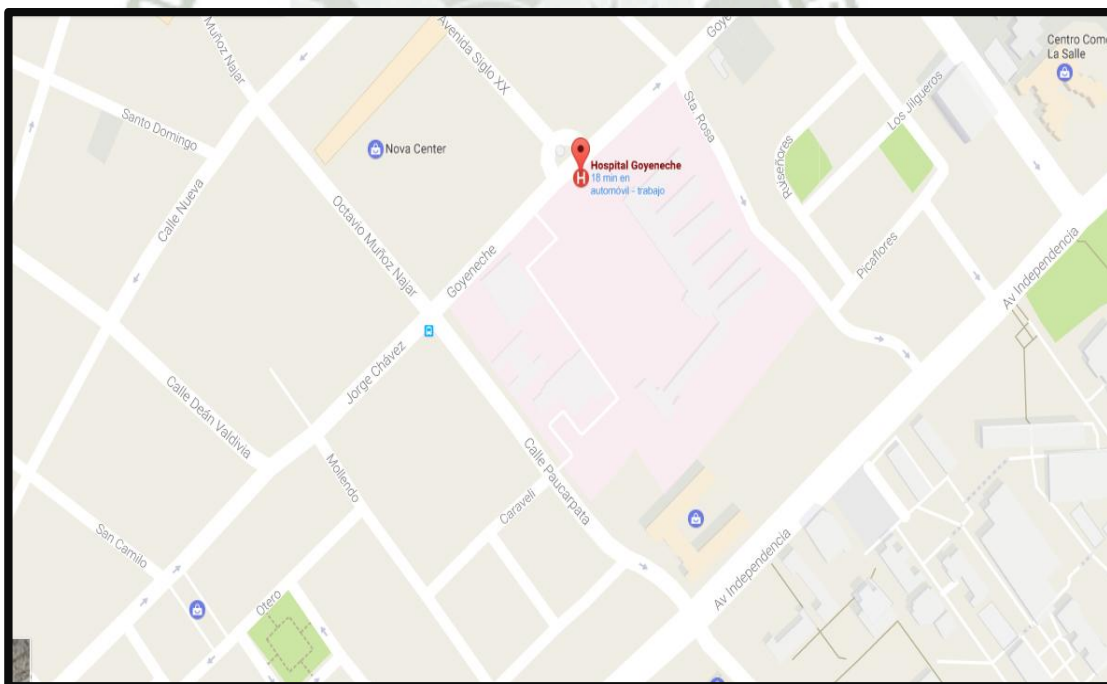 Muñoz Najar
Avenida Siglo XX
Goye
Centro Come
La Salle
Santo Domingo
Nova Center
Sta. Rosa
Los Jilgueros
Hospital Goyeneche
18 min en
automóvil - trabajo
H
Ruiseñores
Calle Nueva
Octavio Muñoz Najar
Goyeneche
Picaflores
Av Independencia
Jorge Chávez
Calle Deán Valdivia
Mollendo
Calle Paucarpata
Caraveli
San Camilo
Otero
Av Independencia